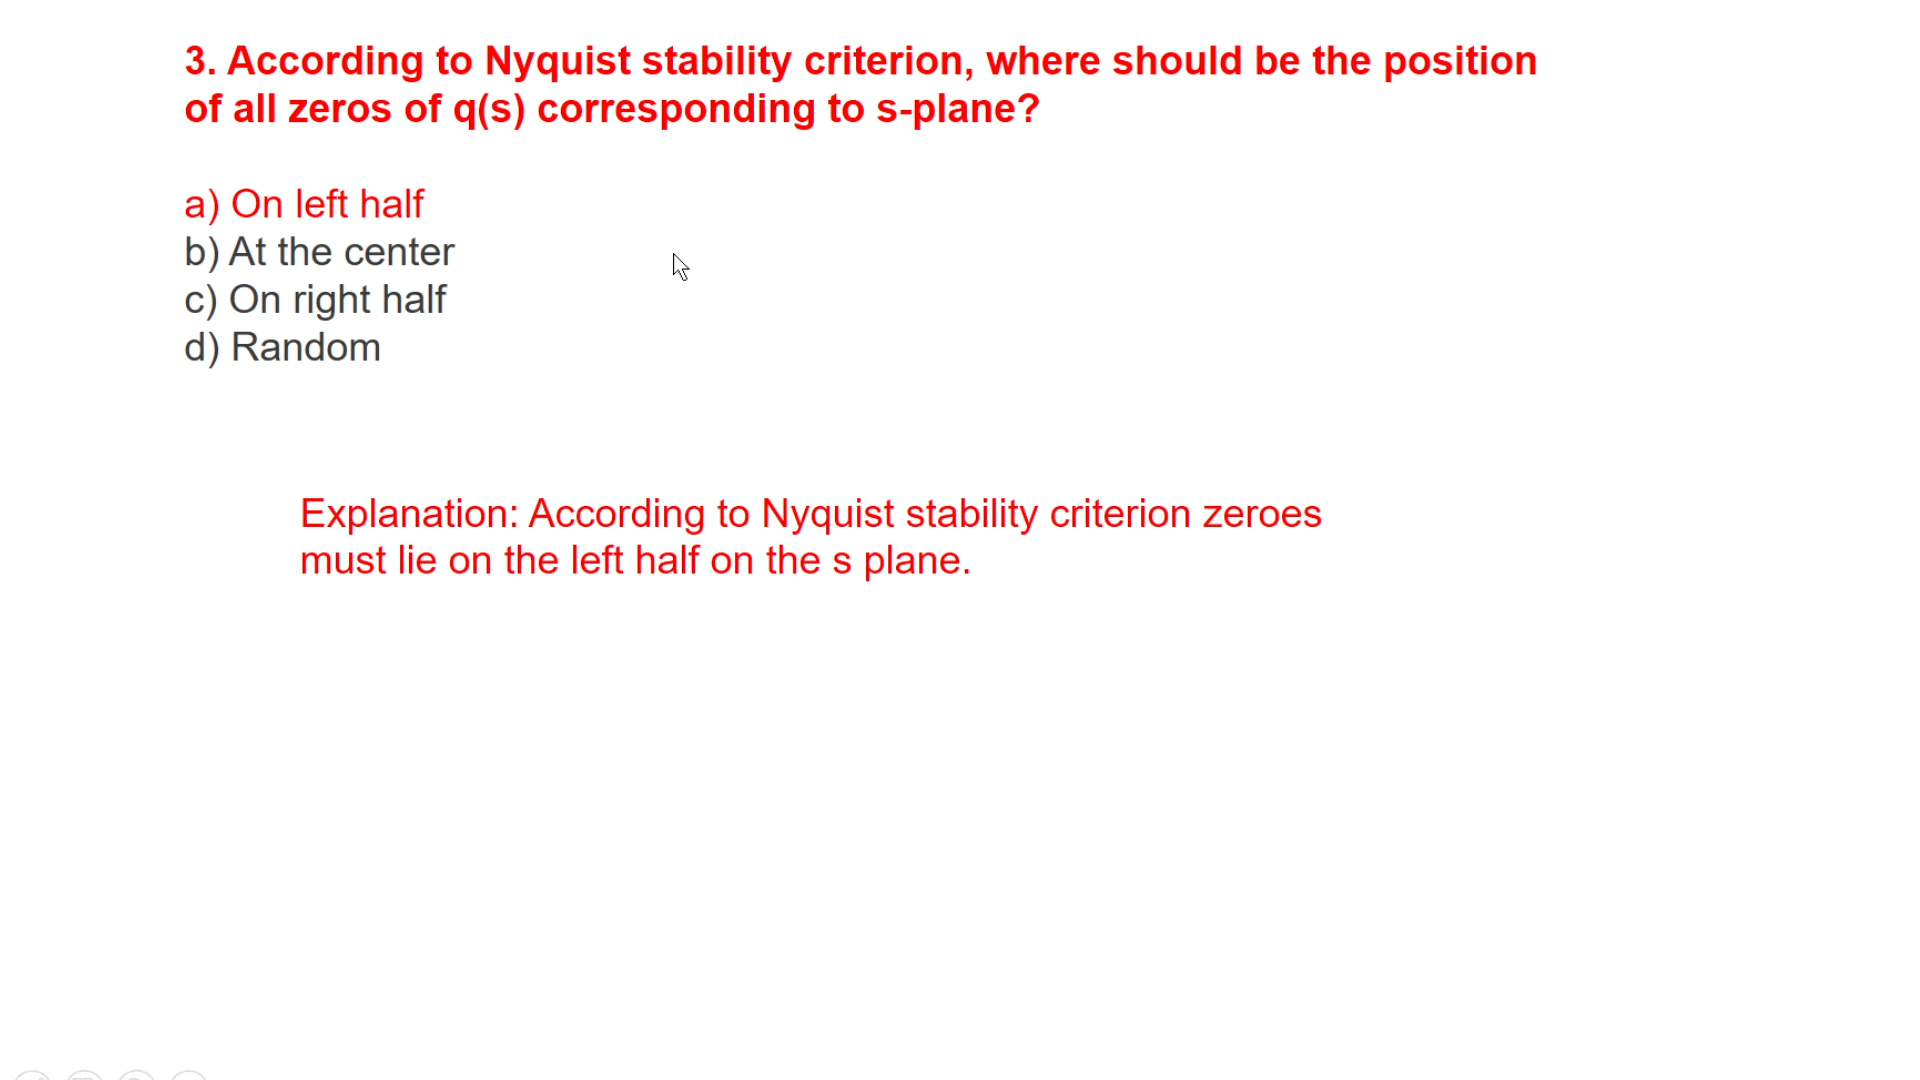 3. According to Nyquist stability criterion, where should be the position
of all zeros of q(s) corresponding to s-plane?
a) On left half
b) At the center
c) On right half
d) Random
Explanation: According to Nyquist stability criterion zeroes
must lie on the left half on the s plane.